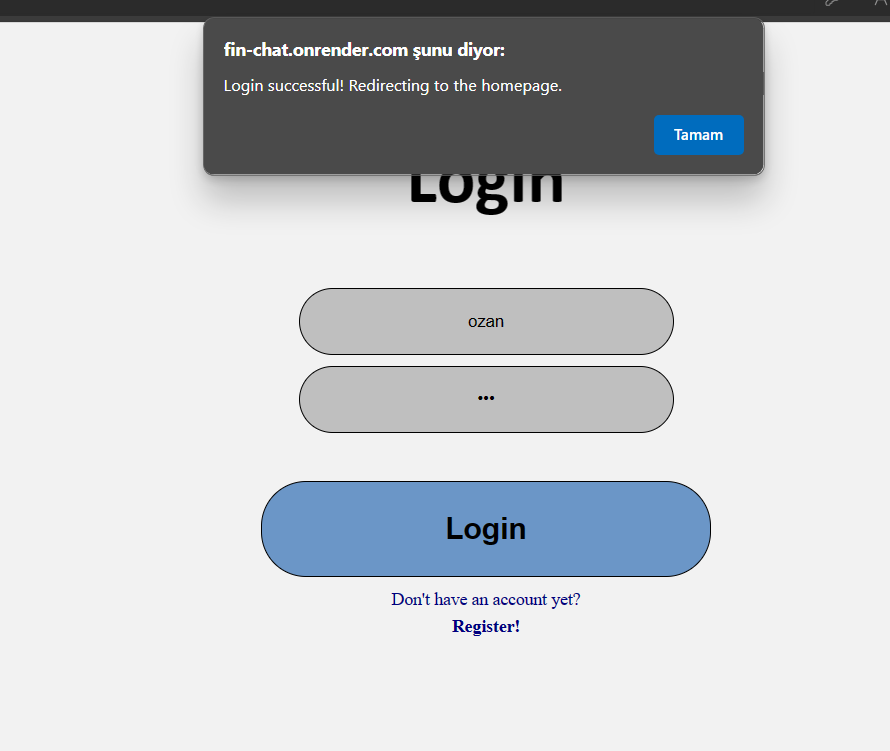 fin-chat.onrender.com şunu diyor:
Login successful! Redirecting to the homepage.
Tamam
Login
ozan
•••
Login
Don't have an account yet?
Register!